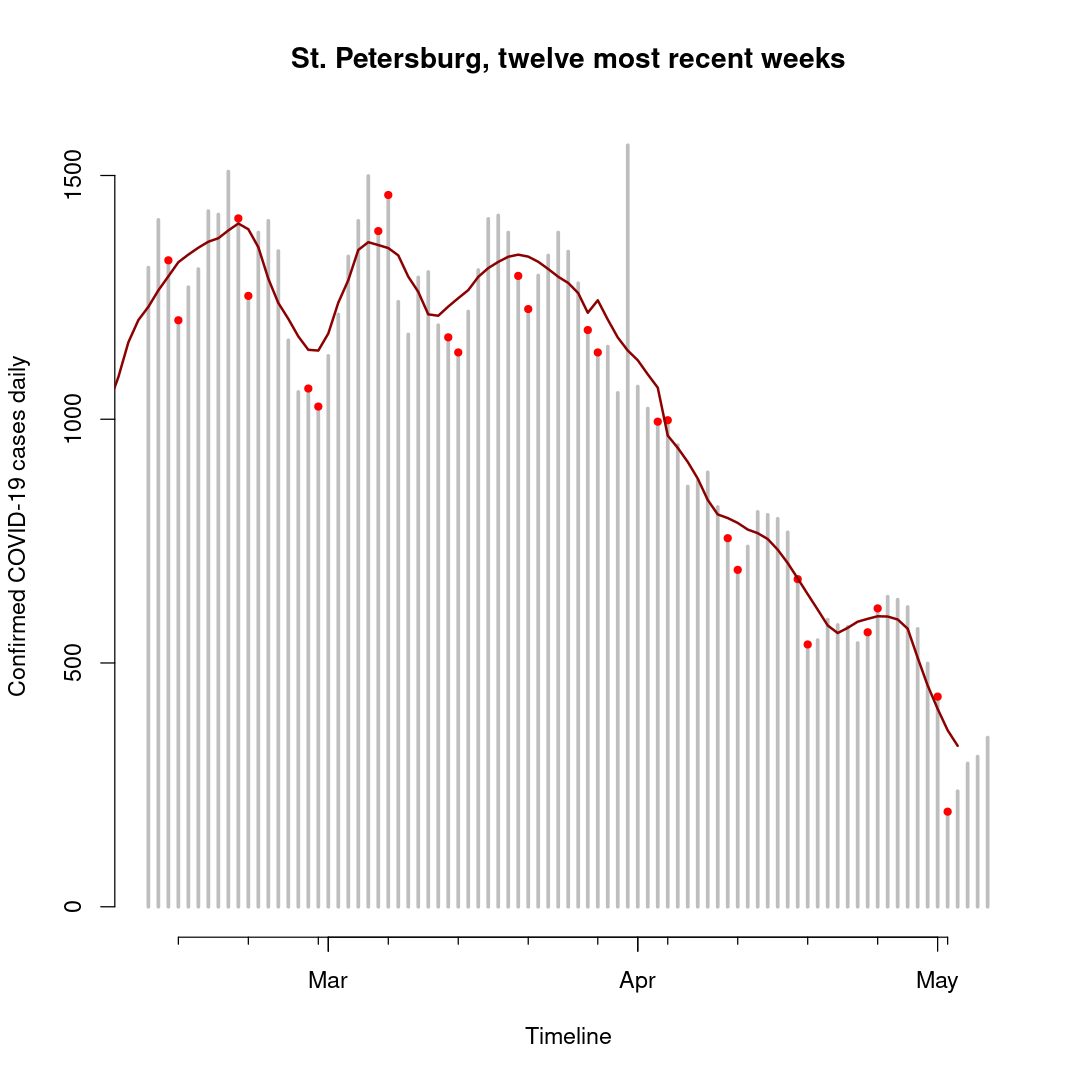 St. Petersburg, twelve most recent weeks
Confirmed COVID-19 cases daily
1500
1000
500
0
Mar
Apr
May
Timeline